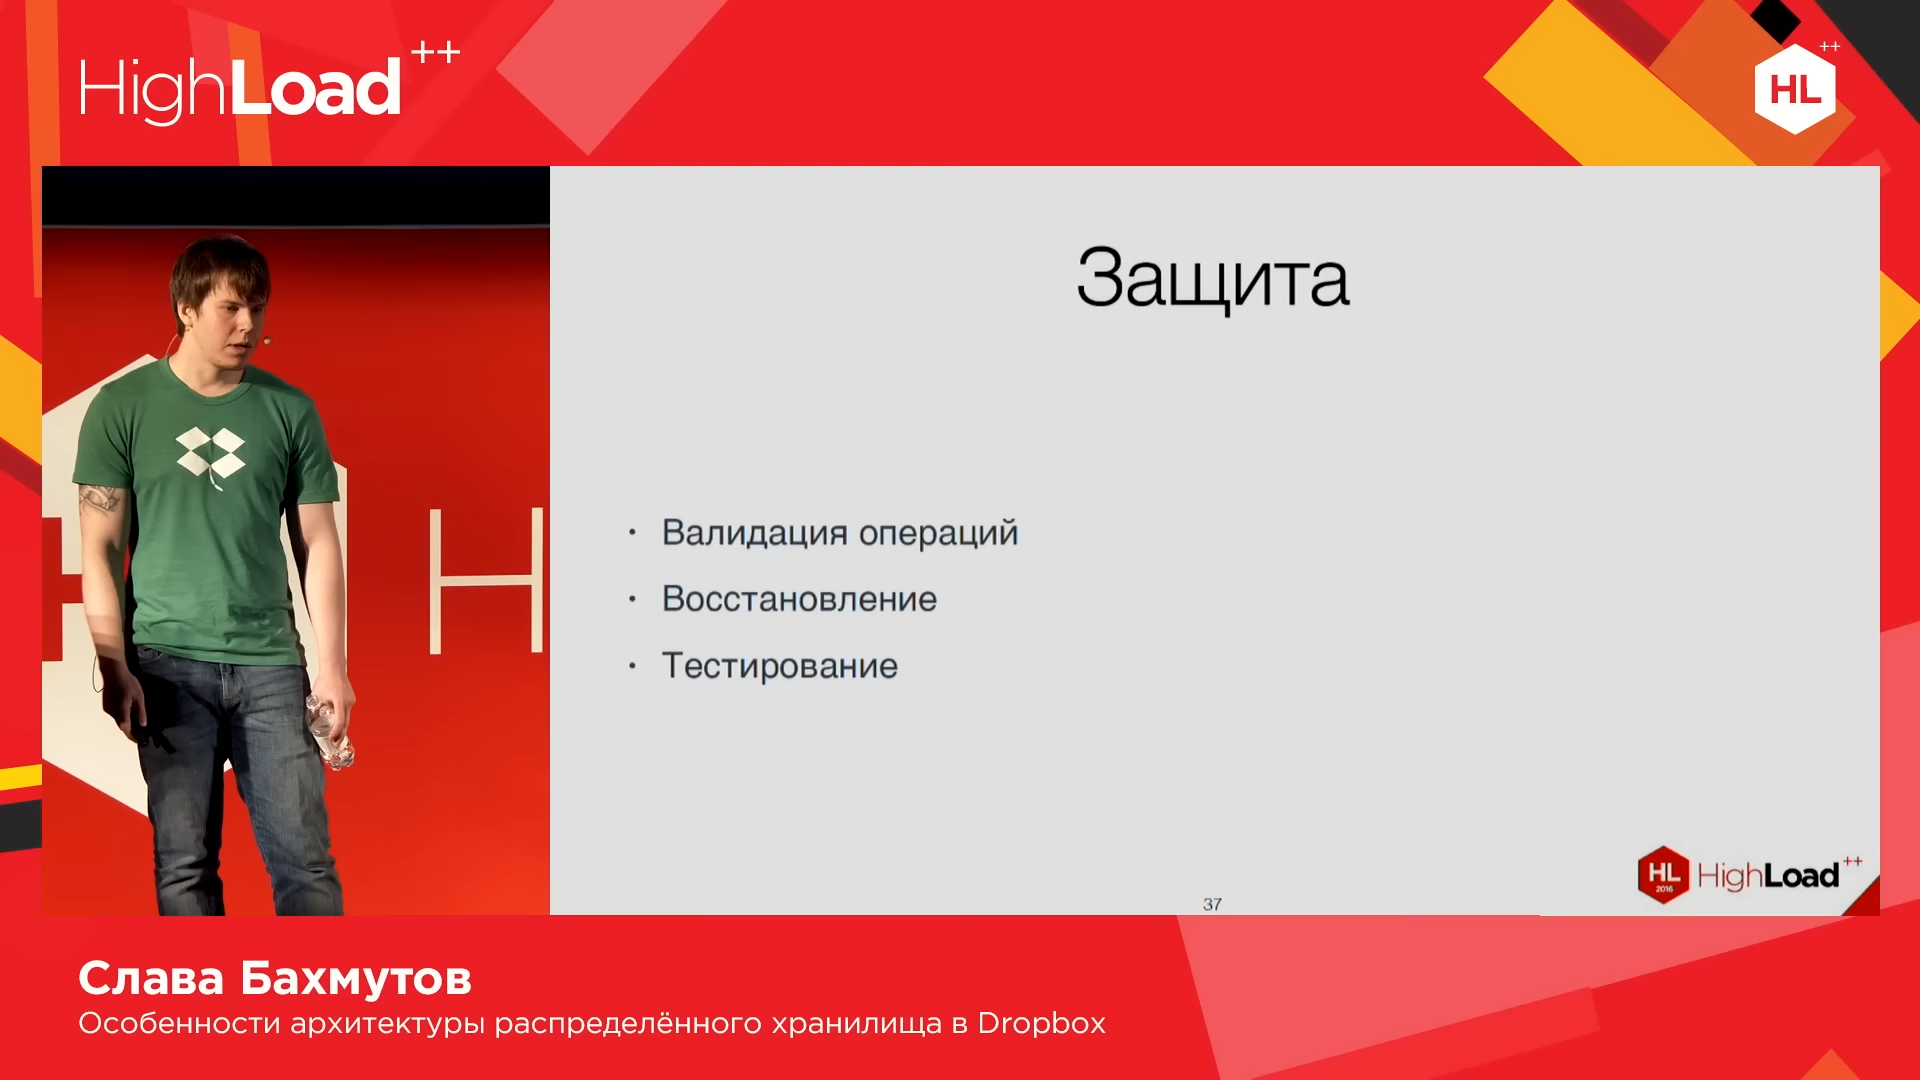 HighLoad++
HL++
Защита
• Валидация операций
• Восстановление
• Тестирование
H
HL
2016
HighLoad++
37
Слава Бахмутов
Особенности архитектуры распределённого хранилища в Dropbox